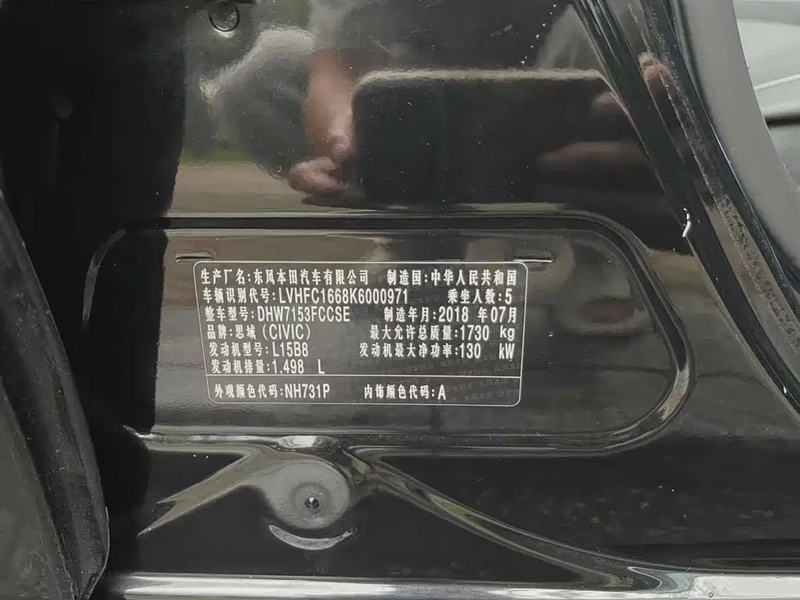 生产厂名:东风本田汽车有限公司 制造国:中华人民共和国
车辆识别代号:LVHFC1668K6000971 乘坐人数:5
整车型号:DHW7153FCCSE 制造年月:2018 年07月
品牌:思域(CIVIC) 最大允许总质量:1730 kg
发动机型号:L15B8 发动机最大净功率:130 kW
发动机排量:1.498 L
外观颜色代码:NH731P 内饰颜色代码:A